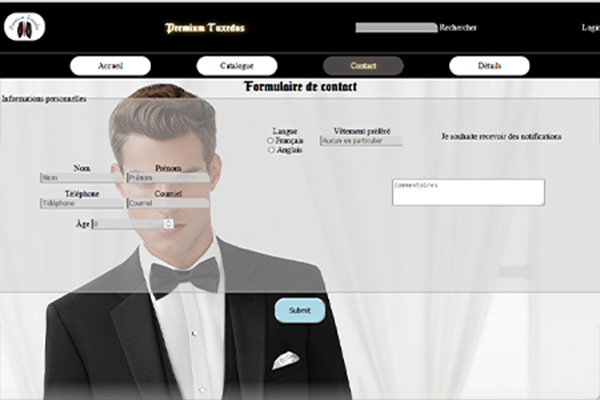 Premium Tuxedos
Rechercher
Login
Accueil
Catalogue
Contact
Détails
Formulaire de contact
Informations personnelles
Langue
Français
Anglais
Vêtement préféré
Aucun en particulier
Je souhaite recevoir des notifications
Nom
Prénom
Nom
Prénom
Téléphone
Courriel
Téléphone
Courriel
Âge
0
Commentaires
Submit